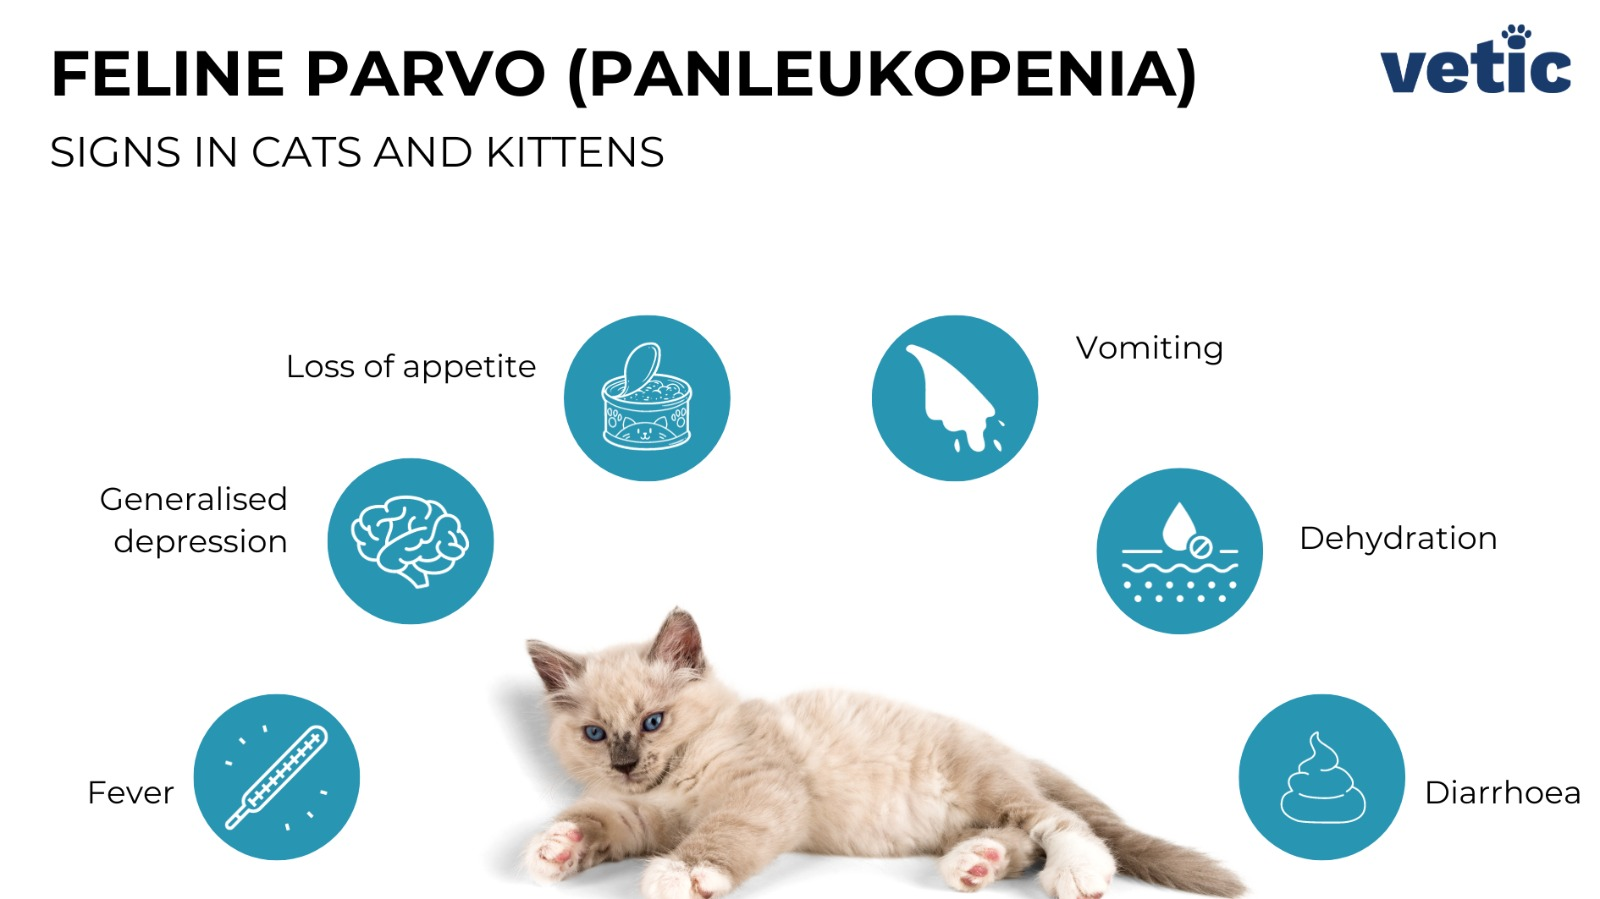 FELINE PARVO (PANLEUKOPENIA)
vetic
SIGNS IN CATS AND KITTENS
Loss of appetite
Vomiting
Generalised
depression
Dehydration
Fever
Diarrhoea